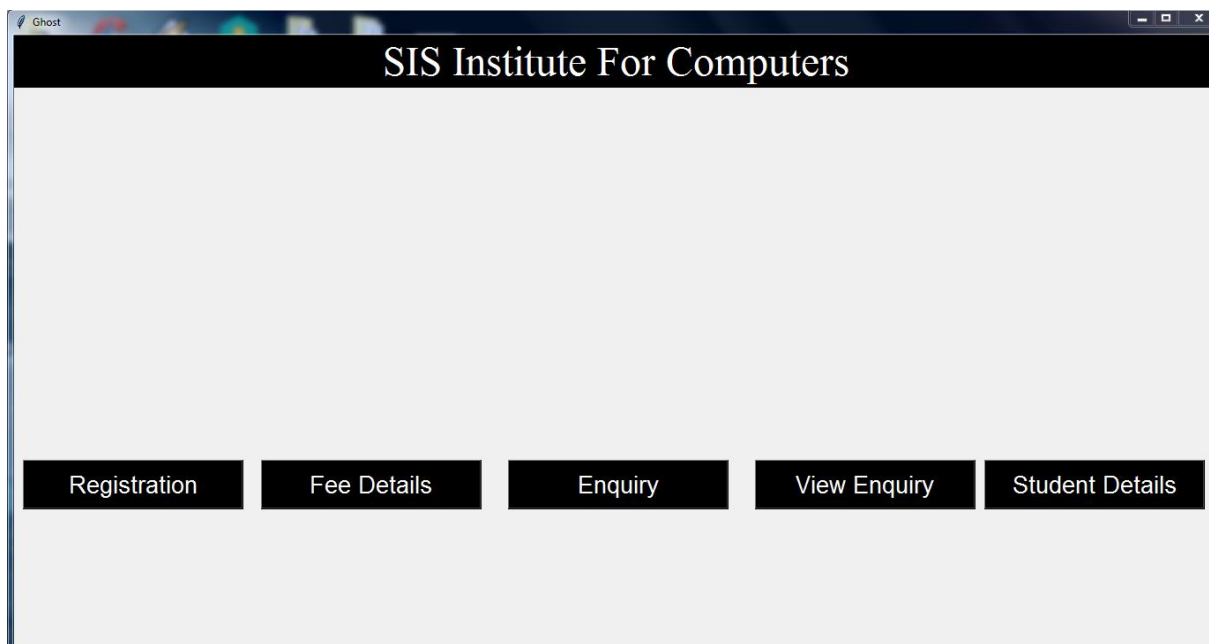 Ghost
SIS Institute For Computers
Registration Fee Details Enquiry View Enquiry Student Details